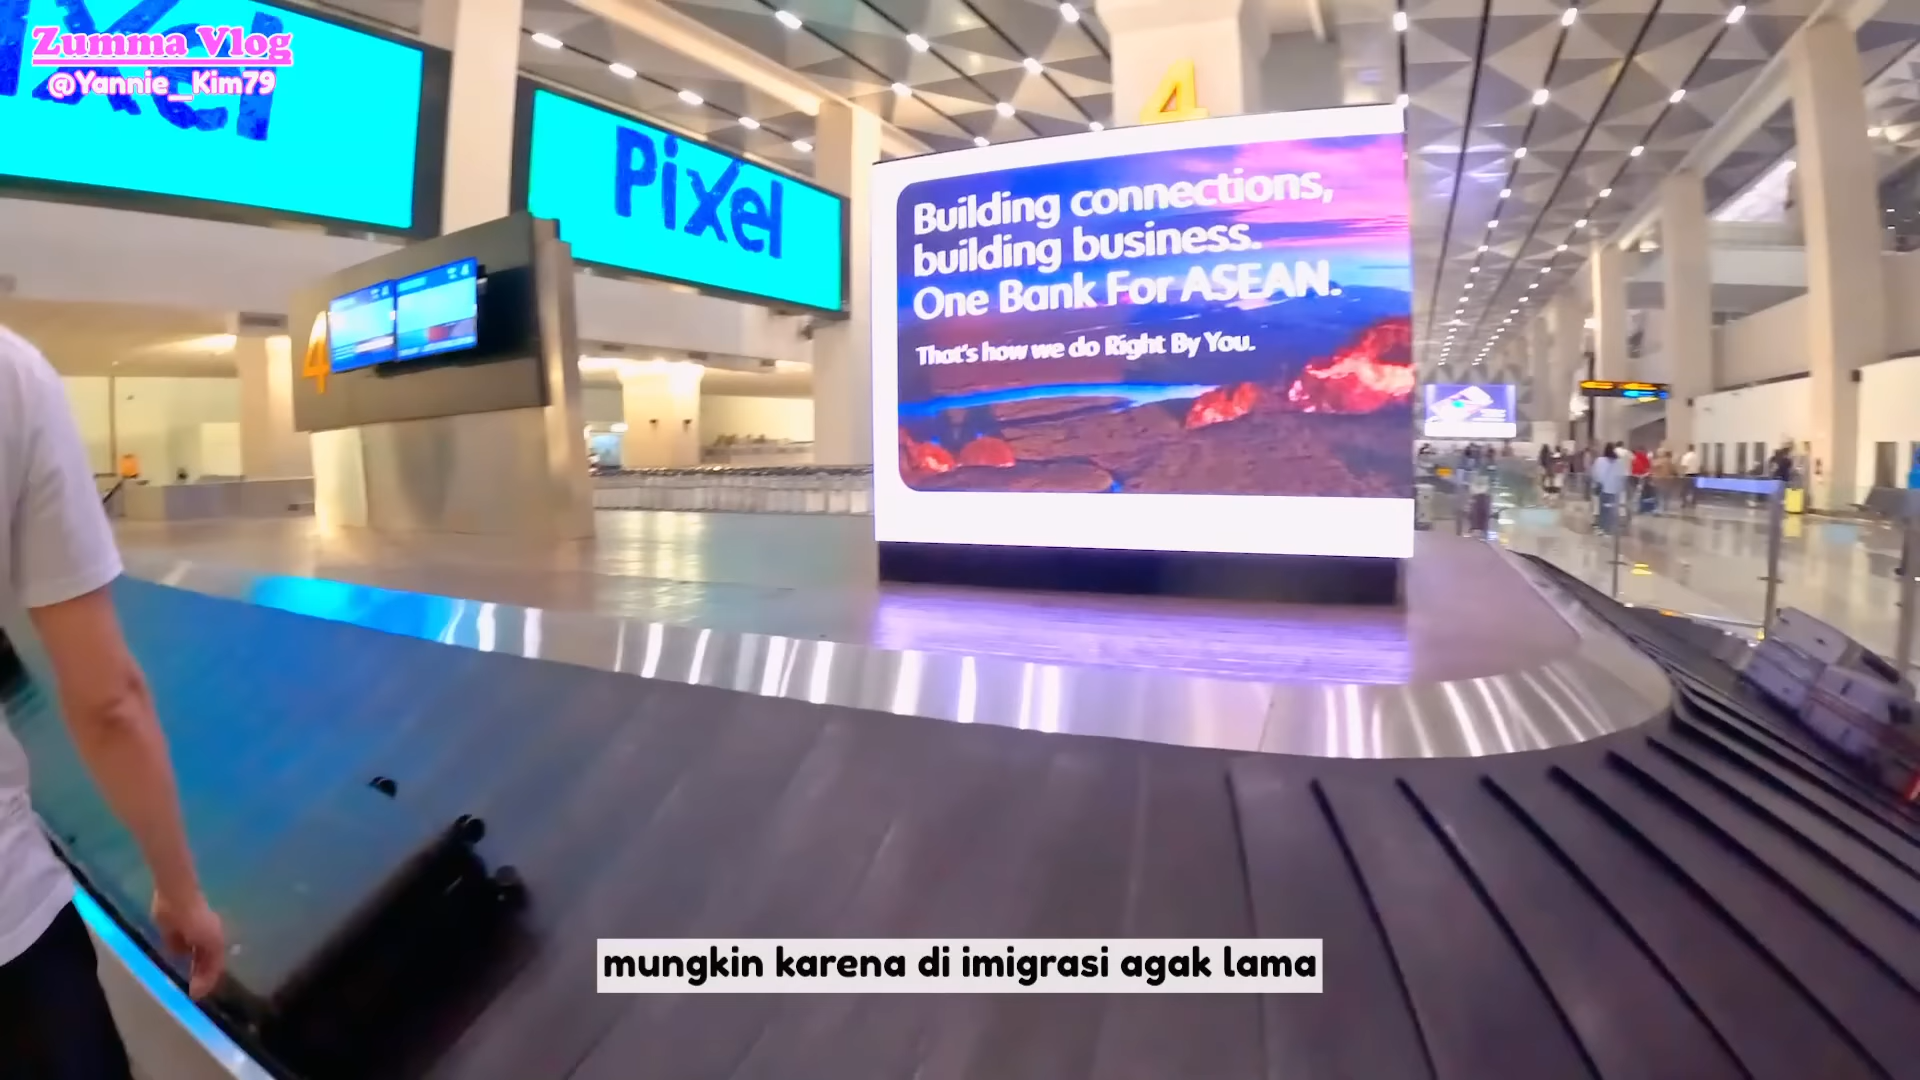 Zumma Vlog
@Yannie_Kim79
Pixel
Pixel
4
4
Building connections,
building business.
One Bank For ASEAN.
That's how we do Right By You.
mungkin karena di imigrasi agak lama